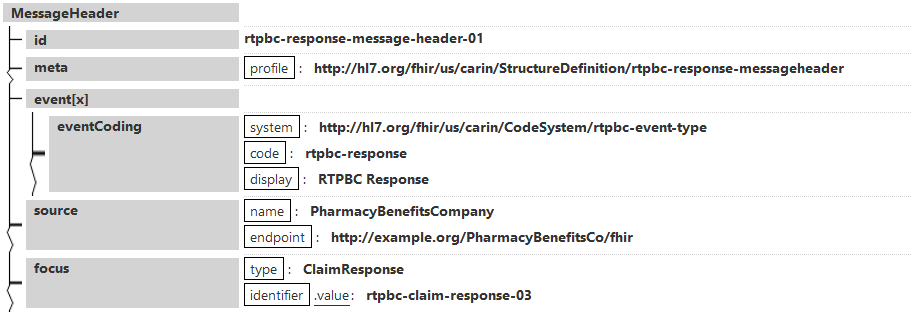 MessageHeader
id rtpbc-response-message-header-01
meta profile : http://hl7.org/fhir/us/carin/StructureDefinition/rtpbc-response-messageheader
event[x]
eventCoding system : http://hl7.org/fhir/us/carin/CodeSystem/rtpbc-event-type
code : rtpbc-response
display : RTPBC Response
source name : PharmacyBenefitsCompany
endpoint : http://example.org/PharmacyBenefitsCo/fhir
focus type : ClaimResponse
identifier .value: rtpbc-claim-response-03